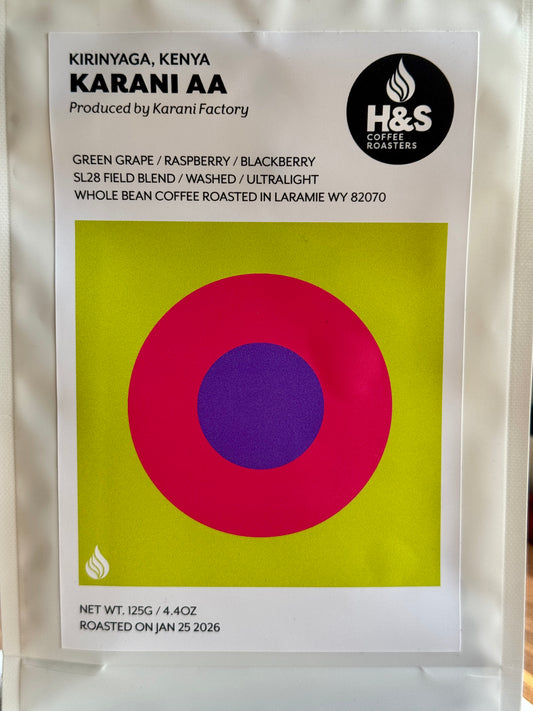 KIRINYAGA, KENYA
KARANI AA
Produced by Karani Factory
H&S
COFFEE
ROASTERS
GREEN GRAPE / RASPBERRY / BLACKBERRY
SL28 FIELD BLEND / WASHED / ULTRALIGHT
WHOLE BEAN COFFEE ROASTED IN LARAMIE WY 82070
NET WT. 125G / 4.4OZ
ROASTED ON JAN 25 2026